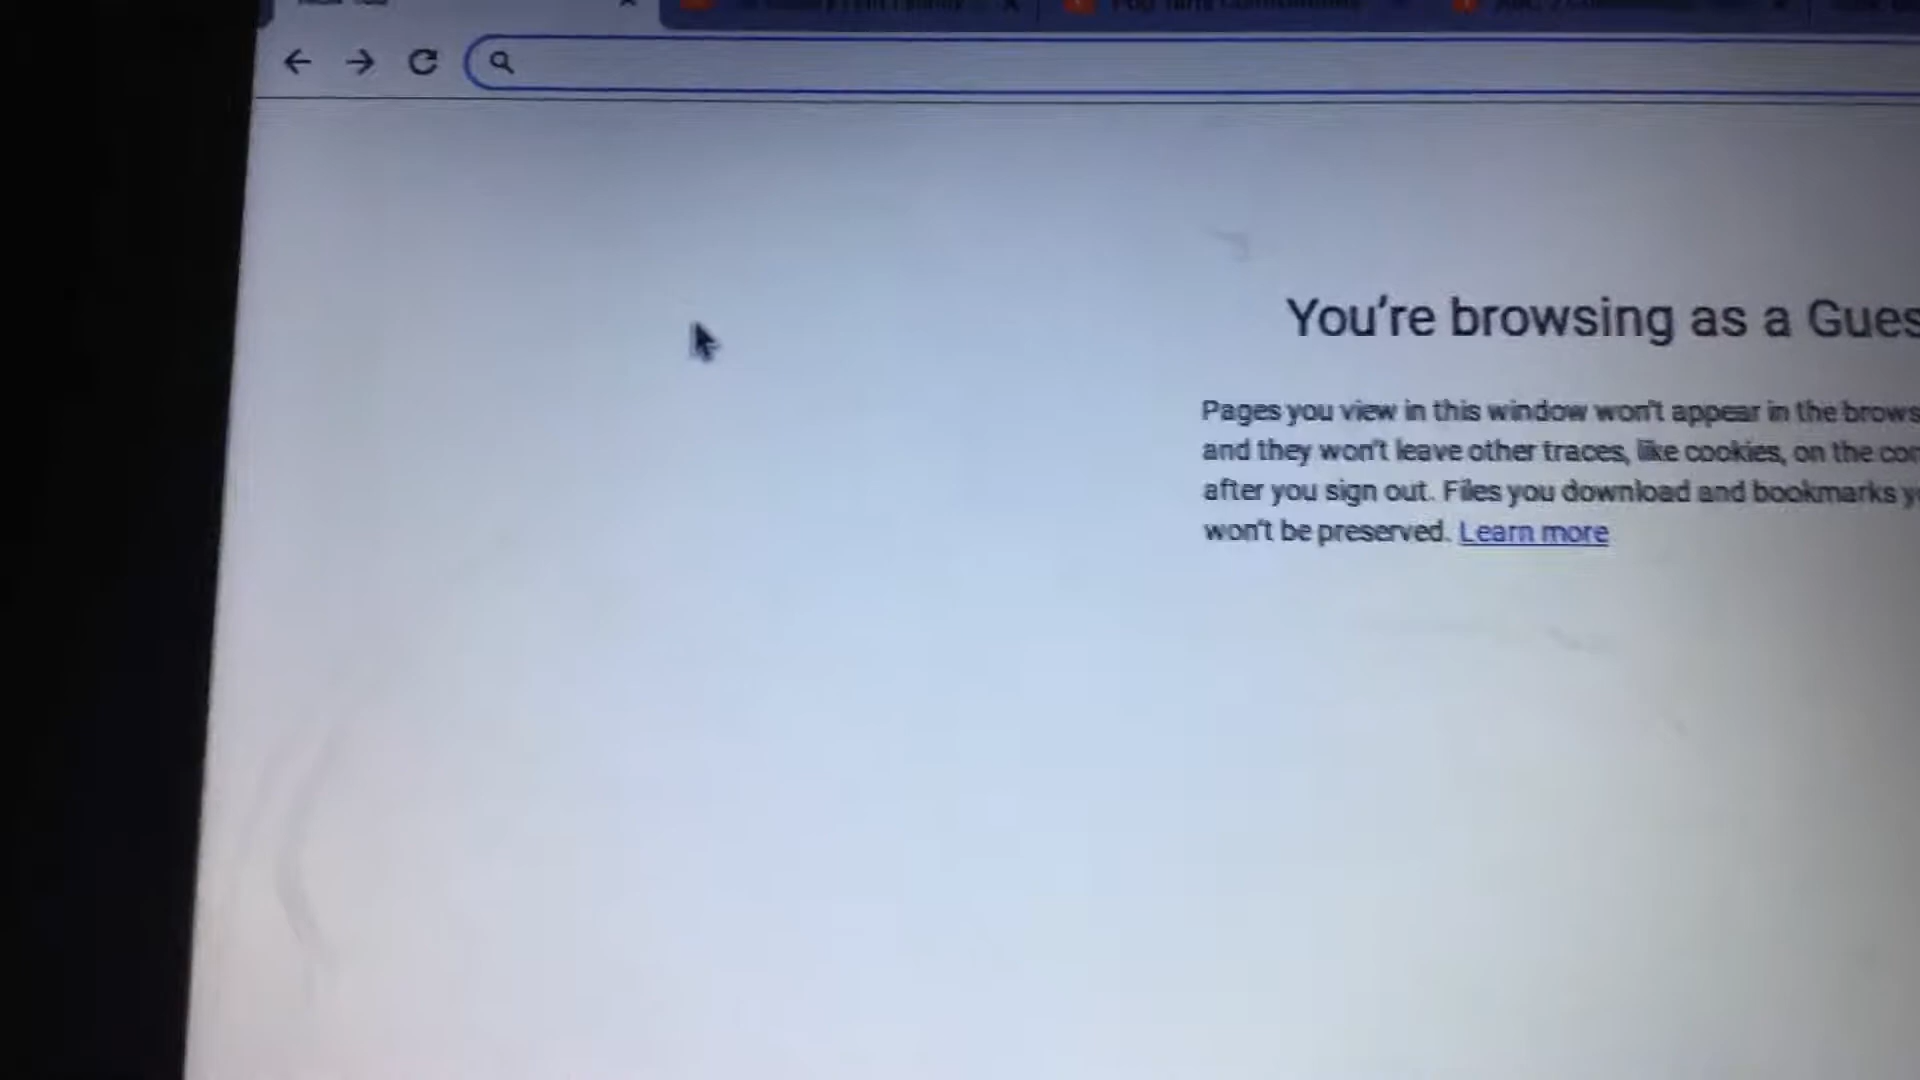 You're browsing as a Gues
Pages you view in this window won't appear in the brows
and they won't leave other traces, like cookies, on the con
after you sign out. Files you download and bookmarks yo
won't be preserved. Learn more